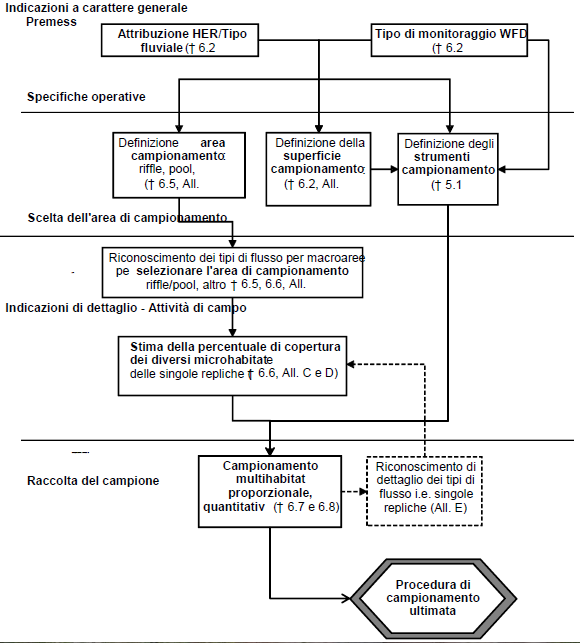 Indicazioni a carattere generale
Premess
Attribuzione HER/Tipo
fluviale († 6.2
Tipo di monitoraggio WFD
(† 6.2
Specifiche operative
Definizione area
campionamento:
riffle, pool,
(† 6.5, All.
Definizione della
superficie
campionamento:
(† 6.2, All.
Definizione degli
strumenti
campionamento
(† 5.1
Scelta dell'area di campionamento
Riconoscimento dei tipi di flusso per macroaree
pe selezionare l'area di campionamento
riffle/pool, altro † 6.5, 6.6, All.
Indicazioni di dettaglio - Attività di campo
Stima della percentuale di copertura
dei diversi microhabitate
delle singole repliche († 6.6, All. C e D)
Raccolta del campione
Campionamento
multihabitat
proporzionale,
quantitativ († 6.7 e 6.8)
Riconoscimento di
dettaglio dei tipi di
flusso i.e. singole
repliche (All. E)
Procedura di
campionamento
ultimata